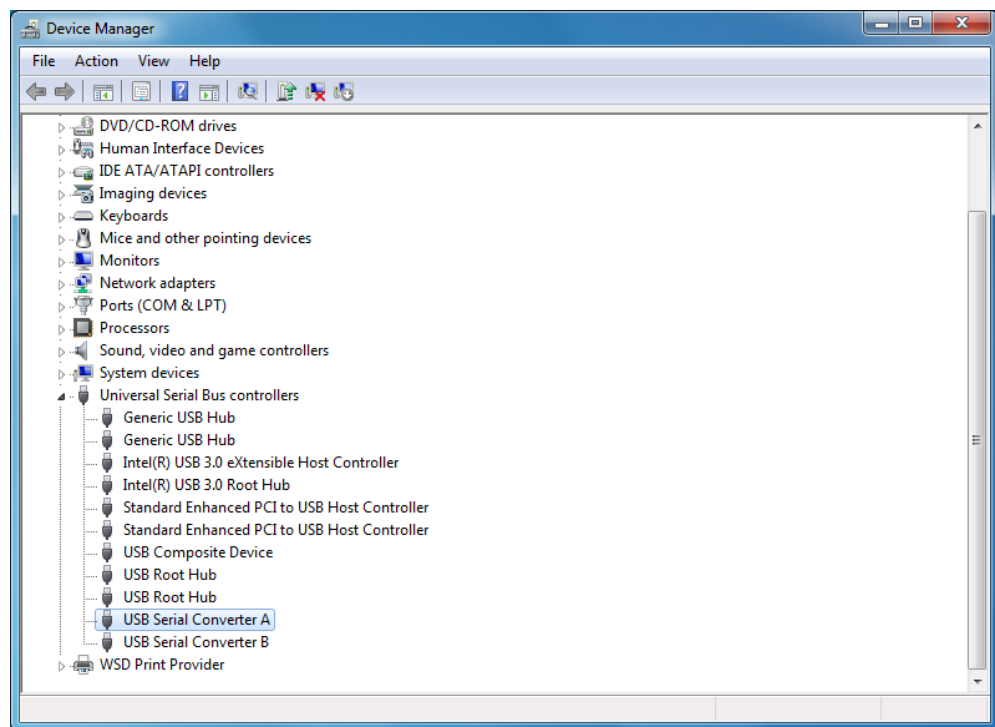 Device Manager
File Action View Help
DVD/CD-ROM drives
Human Interface Devices
IDE ATA/ATAPI controllers
Imaging devices
Keyboards
Mice and other pointing devices
Monitors
Network adapters
Ports (COM & LPT)
Processors
Sound, video and game controllers
System devices
Universal Serial Bus controllers
Generic USB Hub
Generic USB Hub
Intel(R) USB 3.0 eXtensible Host Controller
Intel(R) USB 3.0 Root Hub
Standard Enhanced PCI to USB Host Controller
Standard Enhanced PCI to USB Host Controller
USB Composite Device
USB Root Hub
USB Root Hub
USB Serial Converter A
USB Serial Converter B
WSD Print Provider